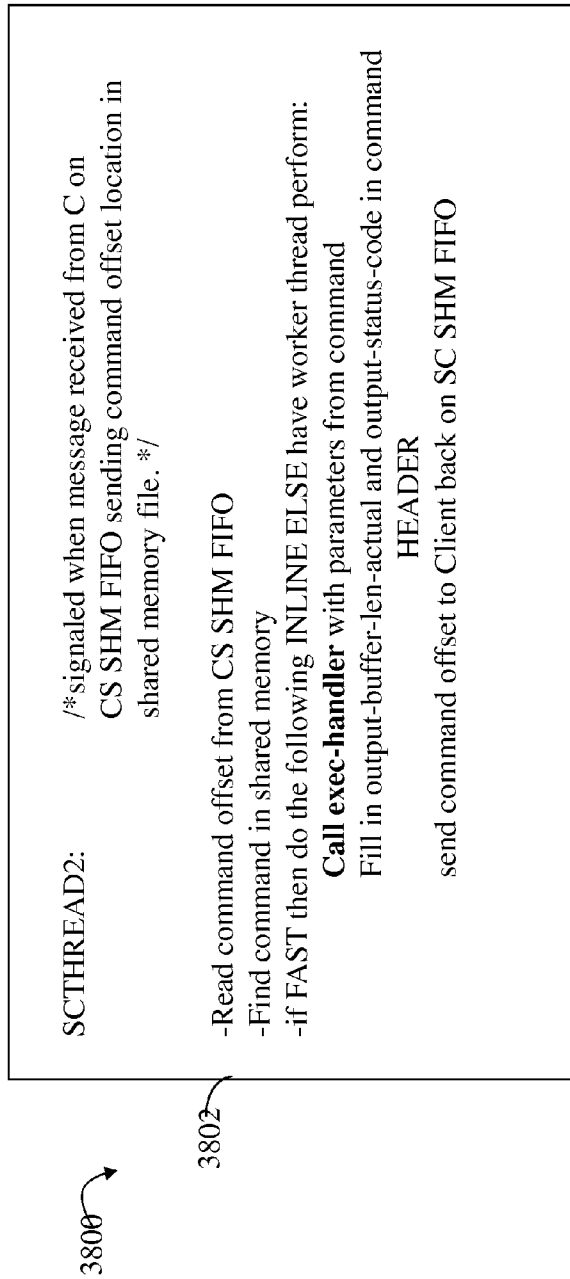 3800
3802
SCTHREAD2: /*signaled when message received from C on
CS SHM FIFO sending command offset location in
shared memory file. */
-Read command offset from CS SHM FIFO
-Find command in shared memory
-if FAST then do the following INLINE ELSE have worker thread perform:
Call exec-handler with parameters from command
Fill in output-buffer-len-actual and output-status-code in command
HEADER
send command offset to Client back on SC SHM FIFO